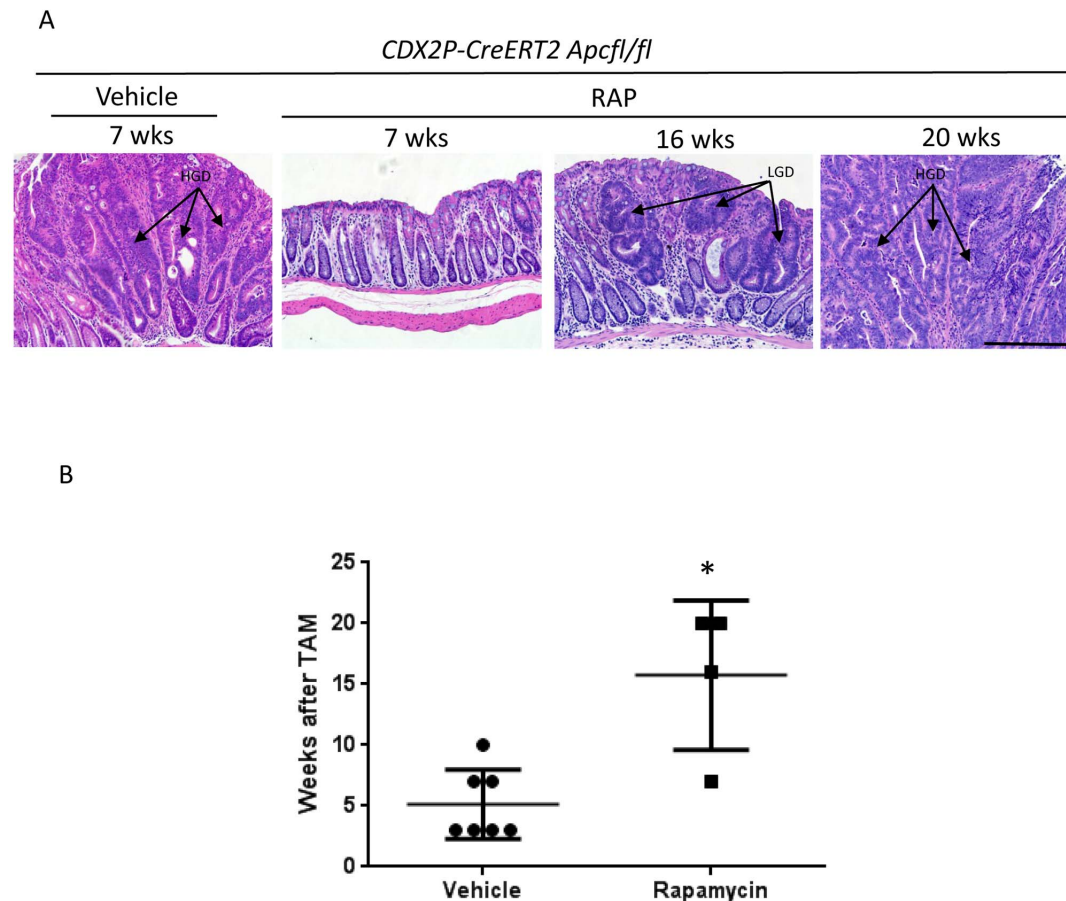 A
CDX2P-CreERT2 Apcfl/fl
Vehicle RAP
7 wks 7 wks 16 wks 20 wks
HGD LGD HGD
B
25
20
15
10
5
0
Weeks after TAM
*
Vehicle Rapamycin